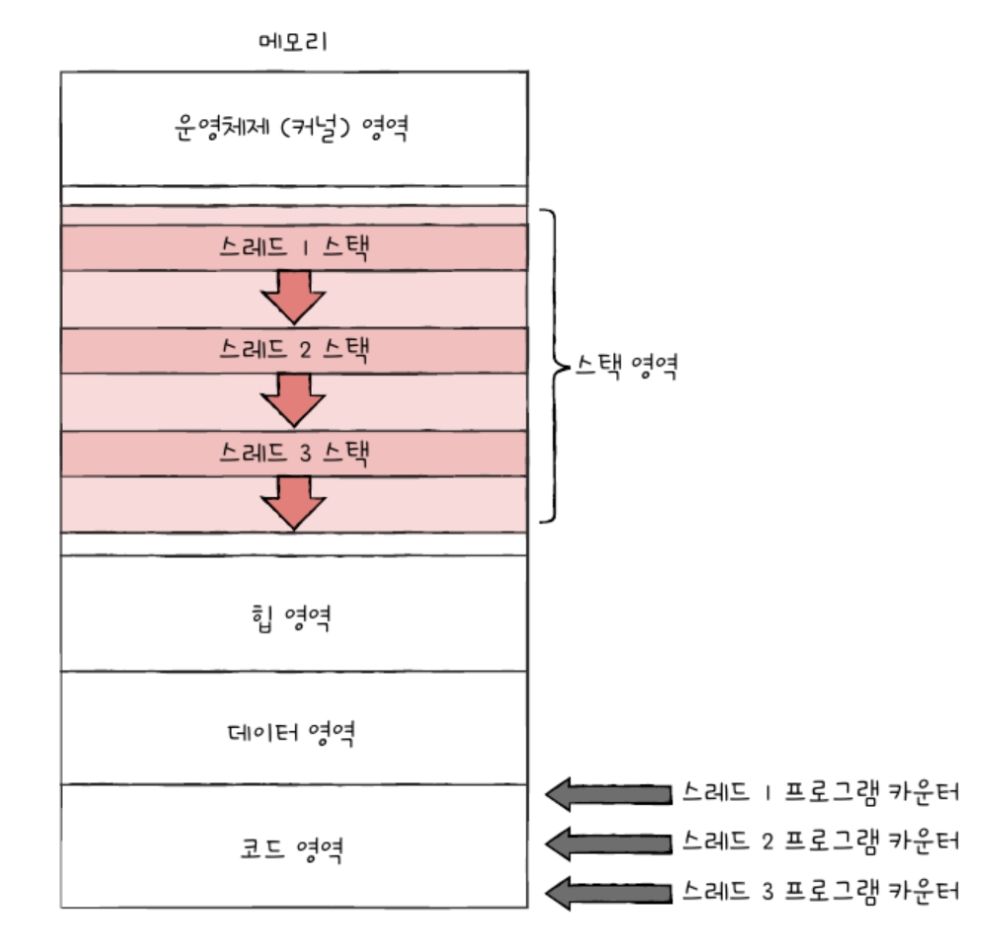 메모리
운영체제 (커널) 영역
스레드 1 스택
스레드 2 스택
스레드 3 스택
스택 영역
힙 영역
데이터 영역
코드 영역
스레드 1 프로그램 카운터
스레드 2 프로그램 카운터
스레드 3 프로그램 카운터